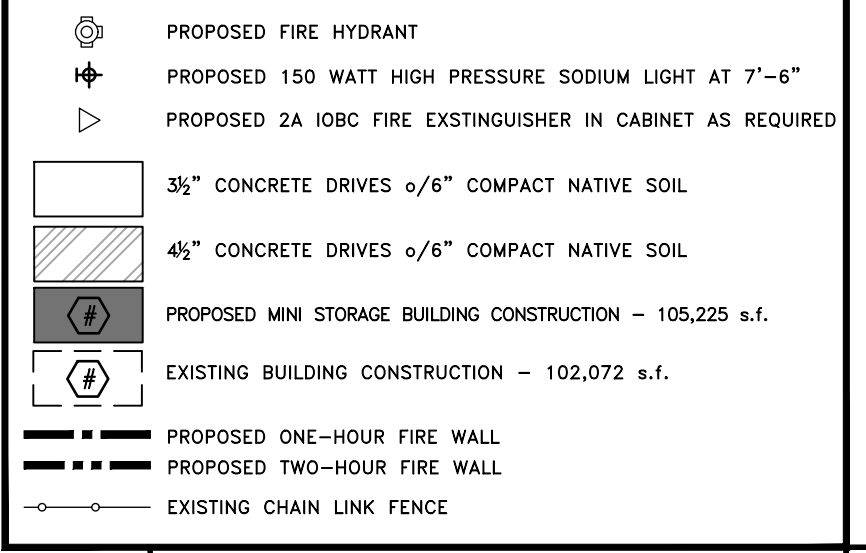 PROPOSED FIRE HYDRANT
PROPOSED 150 WATT HIGH PRESSURE SODIUM LIGHT AT 7'–6"
PROPOSED 2A IOBC FIRE EXSTINGUISHER IN CABINET AS REQUIRED
3½" CONCRETE DRIVES o/6" COMPACT NATIVE SOIL
4½" CONCRETE DRIVES o/6" COMPACT NATIVE SOIL
# PROPOSED MINI STORAGE BUILDING CONSTRUCTION – 105,225 s.f.
# EXISTING BUILDING CONSTRUCTION – 102,072 s.f.
PROPOSED ONE–HOUR FIRE WALL
PROPOSED TWO–HOUR FIRE WALL
EXISTING CHAIN LINK FENCE